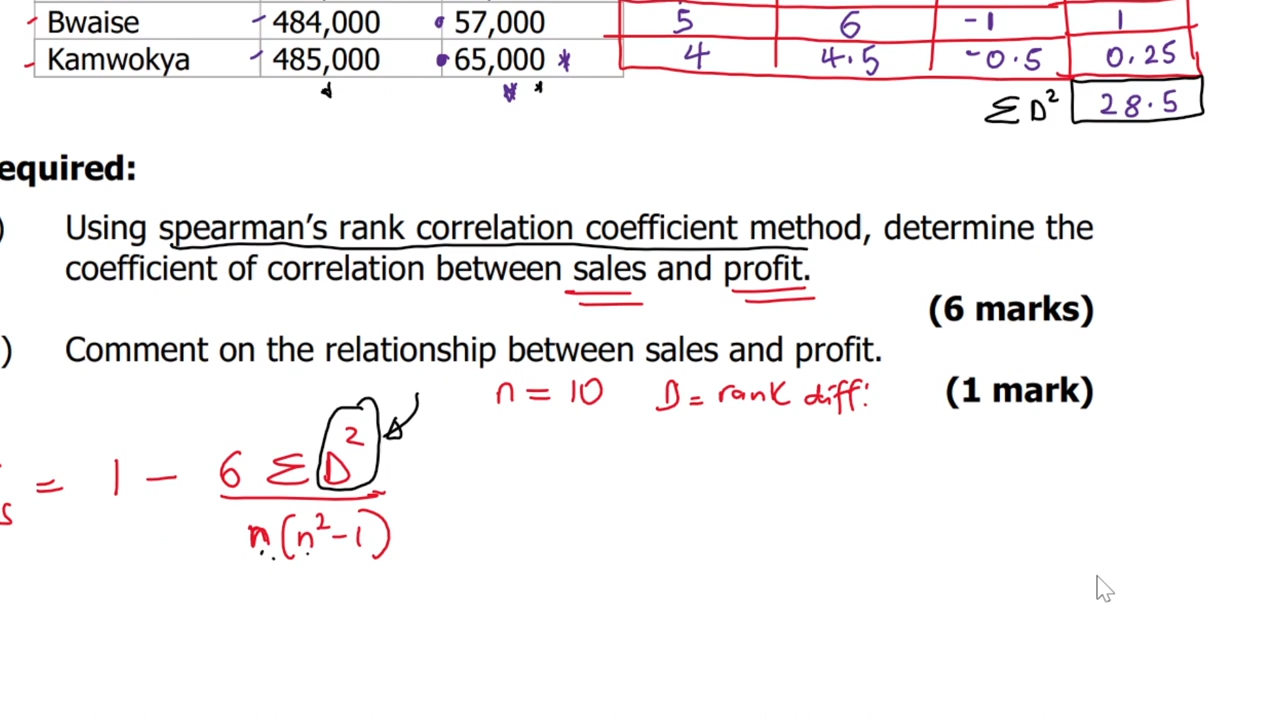 Bwaise 484,000 57,000 5 6 -1 1
Kamwokya 485,000 65,000 * 4 4.5 -0.5 0.25
ΣD² 28.5
equired:
) Using spearman's rank correlation coefficient method, determine the
coefficient of correlation between sales and profit.
(6 marks)
) Comment on the relationship between sales and profit.
n = 10 D = rank diff: (1 mark)
s = 1 - 6 ΣD²
n(n²-1)